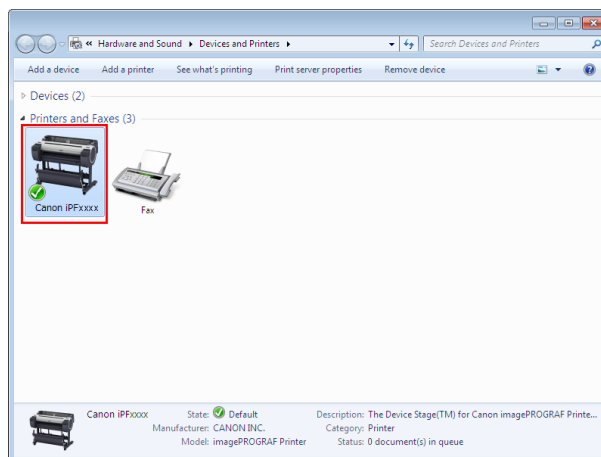 « Hardware and Sound ▸ Devices and Printers ▸ Search Devices and Printers
Add a device Add a printer See what's printing Print server properties Remove device
Devices (2)
Printers and Faxes (3)
Canon iPFxxxx
Fax
Canon iPFxxxx State: Default Description: The Device Stage(TM) for Canon imagePROGRAF Printe...
Manufacturer: CANON INC. Category: Printer
Model: imagePROGRAF Printer Status: 0 document(s) in queue